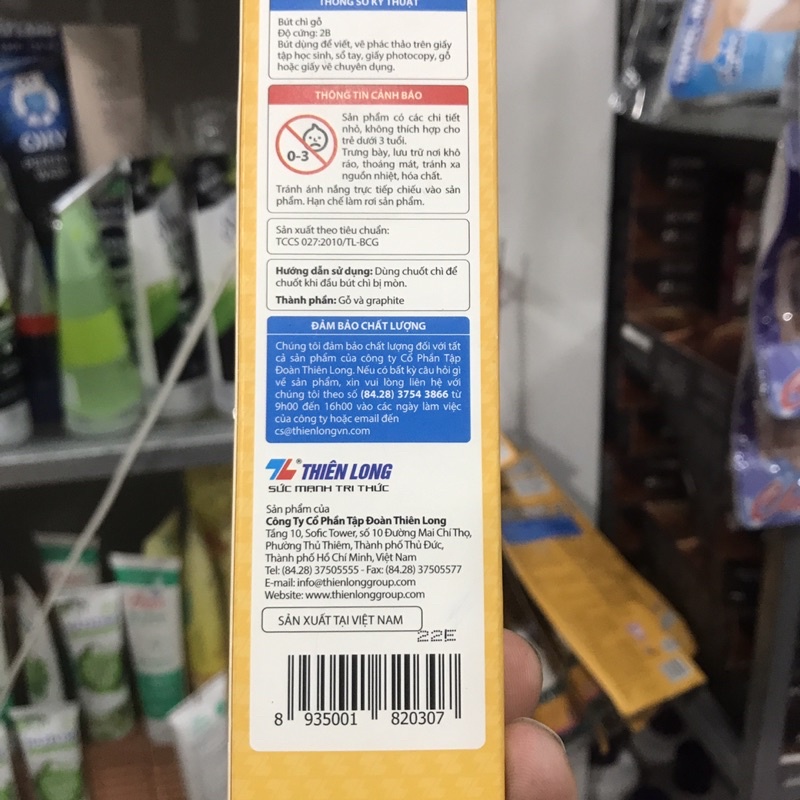 THÔNG SỐ KỸ THUẬT
Bút chì gỗ
Độ cứng: 2B
Bút dùng để viết, vẽ phác thảo trên giấy
tập học sinh, sổ tay, giấy photocopy, gỗ
hoặc giấy vẽ chuyên dụng.
THÔNG TIN CẢNH BÁO
0-3
Sản phẩm có các chi tiết
nhỏ, không thích hợp cho
trẻ dưới 3 tuổi.
Trưng bày, lưu trữ nơi khô
ráo, thoáng mát, tránh xa
nguồn nhiệt, hóa chất.
Tránh ánh nắng trực tiếp chiếu vào sản
phẩm. Hạn chế làm rơi sản phẩm.
Sản xuất theo tiêu chuẩn:
TCCS 027:2010/TL-BCG
Hướng dẫn sử dụng: Dùng chuốt chì để
chuốt khi đầu bút chì bị mòn.
Thành phần: Gỗ và graphite
ĐẢM BẢO CHẤT LƯỢNG
Chúng tôi đảm bảo chất lượng đối với tất
cả sản phẩm của công ty Cổ Phần Tập
Đoàn Thiên Long. Nếu có bất kỳ câu hỏi gì
về sản phẩm, xin vui lòng liên hệ với
chúng tôi theo số (84.28) 3754 3866 từ
9h00 đến 16h00 vào các ngày làm việc
của công ty hoặc email đến
cs@thienlongvn.com
TL® THIÊN LONG
SỨC MẠNH TRI THỨC
Sản phẩm của
Công Ty Cổ Phần Tập Đoàn Thiên Long
Tầng 10, Sofic Tower, số 10 Đường Mai Chí Thọ,
Phường Thủ Thiêm, Thành phố Thủ Đức,
Thành phố Hồ Chí Minh, Việt Nam
Tel: (84.28) 37505555 - Fax: (84.28) 37505577
E-mail: info@thienlonggroup.com
Website: www.thienlonggroup.com
SẢN XUẤT TẠI VIỆT NAM
22E
8 935001 820307